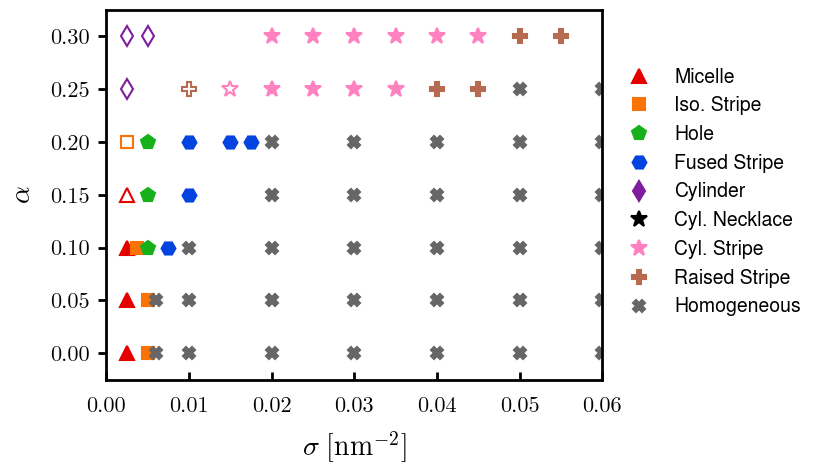 0.30
0.25
0.20
0.15
0.10
0.05
0.00
α
0.00 0.01 0.02 0.03 0.04 0.05 0.06
σ [nm⁻²]
Micelle
Iso. Stripe
Hole
Fused Stripe
Cylinder
Cyl. Necklace
Cyl. Stripe
Raised Stripe
Homogeneous